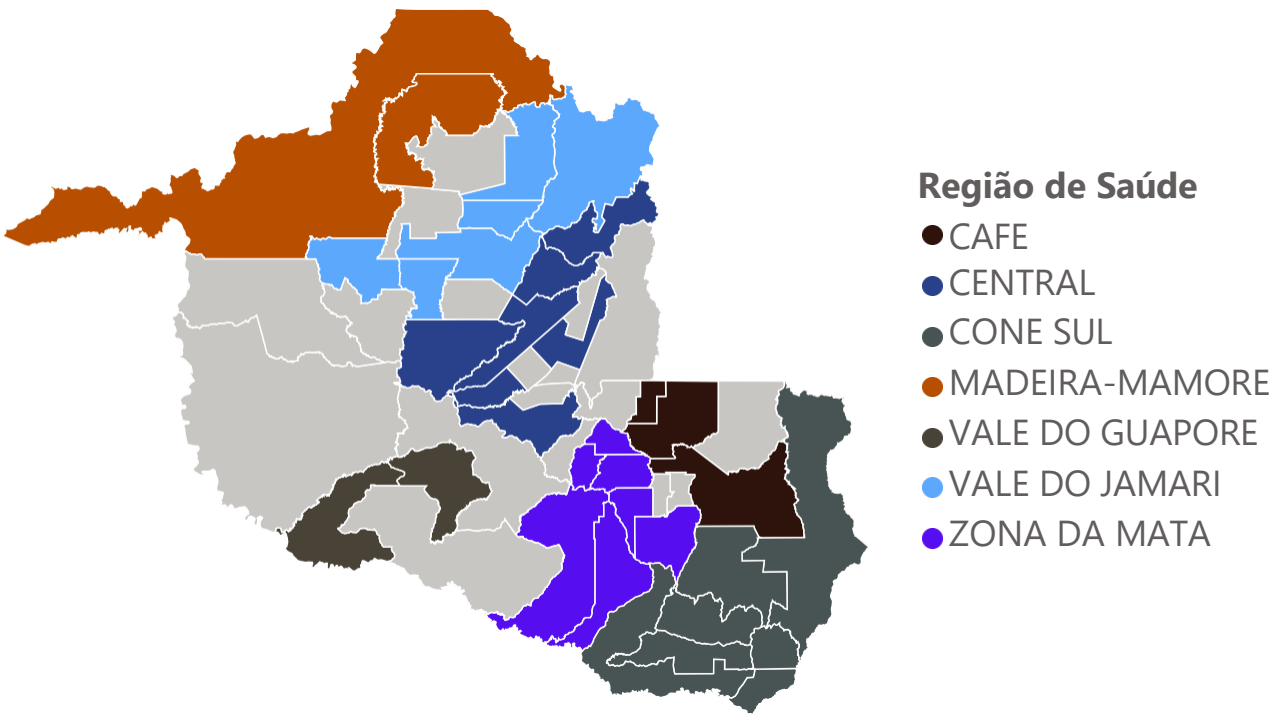 Região de Saúde
CAFE
CENTRAL
CONE SUL
MADEIRA-MAMORE
VALE DO GUAPORE
VALE DO JAMARI
ZONA DA MATA